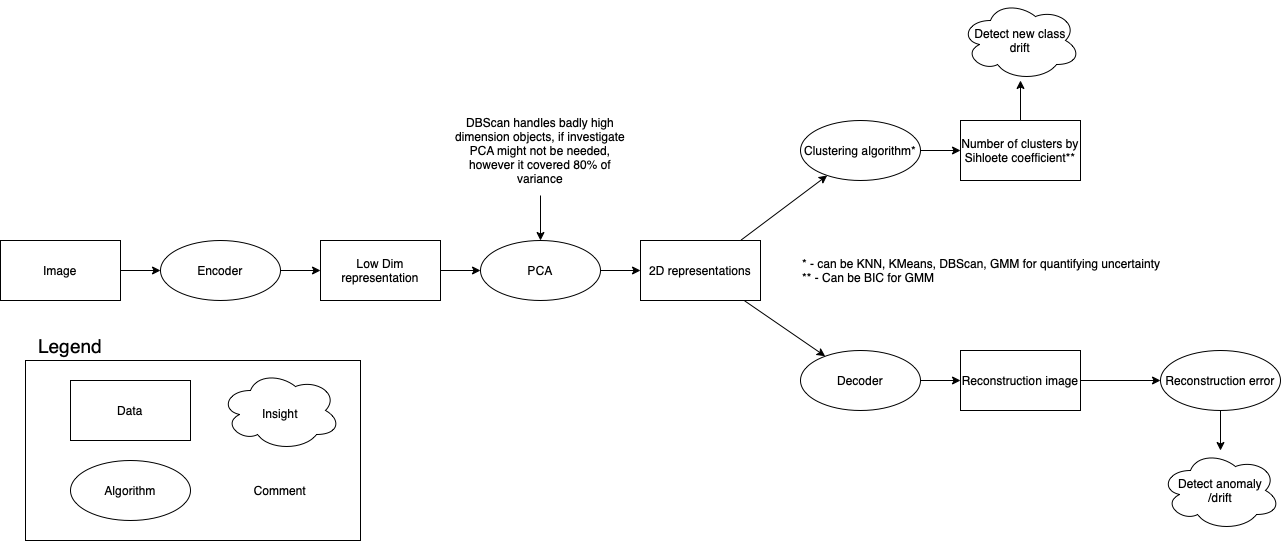 Detect new class
drift
DBScan handles badly high
dimension objects, if investigate
PCA might not be needed,
however it covered 80% of
variance
Clustering algorithm*
Number of clusters by
Sihloete coefficient**
Image
Encoder
Low Dim
representation
PCA
2D representations
* - can be KNN, KMeans, DBScan, GMM for quantifying uncertainty
** - Can be BIC for GMM
Decoder
Reconstruction image
Reconstruction error
Detect anomaly
/drift
Legend
Data
Insight
Algorithm
Comment